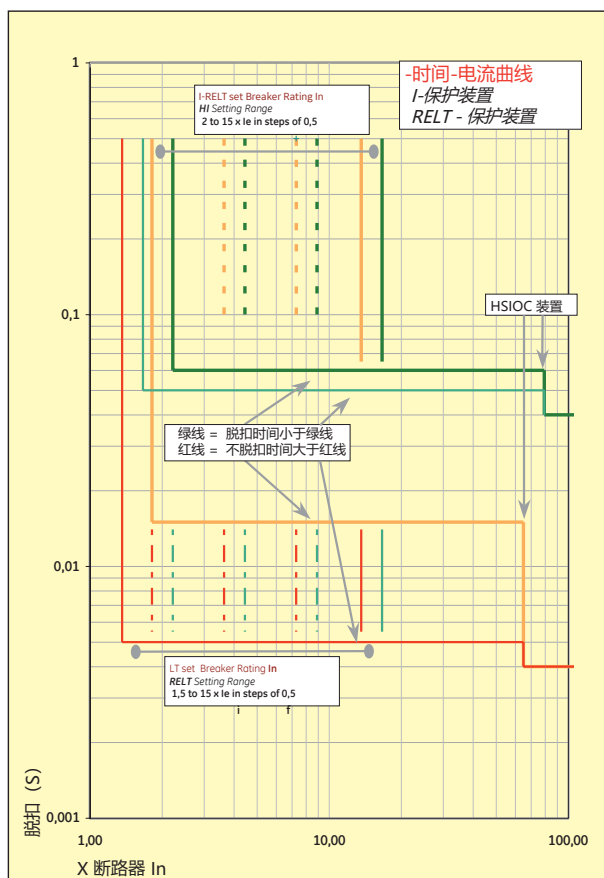 1
-时间-电流曲线
I-保护装置
RELT - 保护装置
I-RELT set Breaker Rating In
HI Setting Range
2 to 15 x Ie in steps of 0,5
HSIOC 装置
0,1
绿线 = 脱扣时间小于绿线
红线 = 不脱扣时间大于红线
0,01
LT set Breaker Rating In
RELT Setting Range
1,5 to 15 x Ie in steps of 0,5
i f
脱扣 (S)
0,001
1,00 10,00 100,00
X 断路器 In